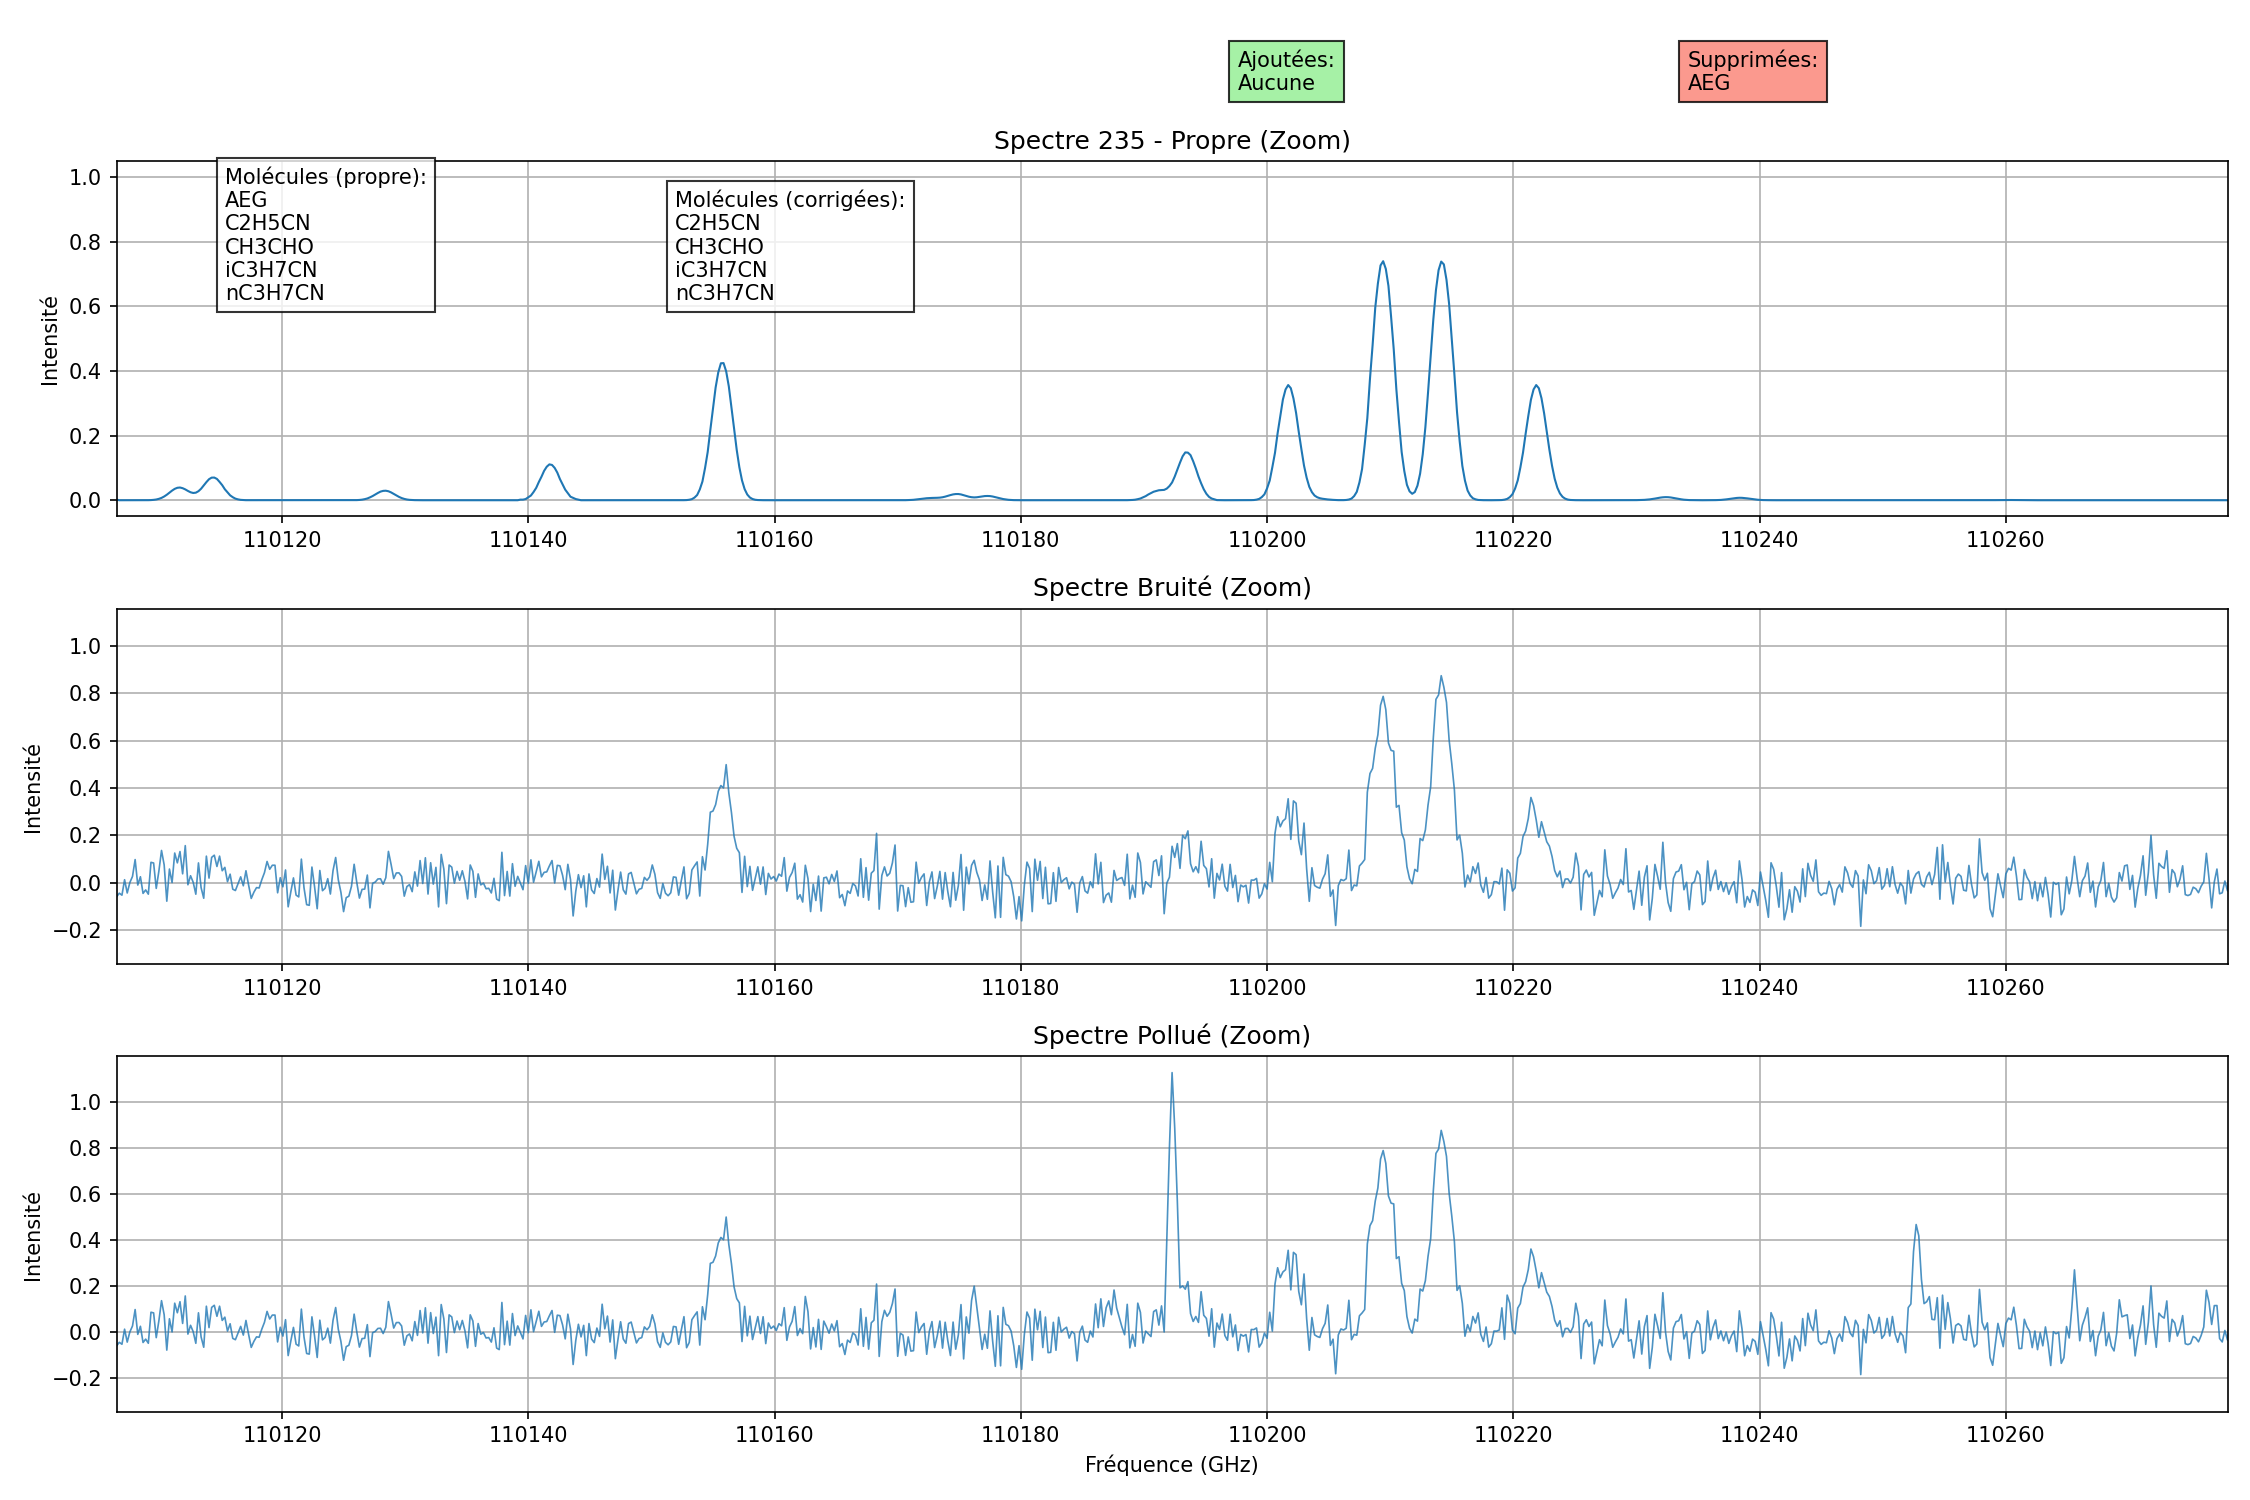 Ajoutées:
Aucune
Supprimées:
AEG
Spectre 235 - Propre (Zoom)
Molécules (propre):
AEG
C2H5CN
CH3CHO
iC3H7CN
nC3H7CN
Molécules (corrigées):
C2H5CN
CH3CHO
iC3H7CN
nC3H7CN
Intensité
1.0
0.8
0.6
0.4
0.2
0.0
110120 110140 110160 110180 110200 110220 110240 110260
Spectre Bruité (Zoom)
Intensité
1.0
0.8
0.6
0.4
0.2
0.0
−0.2
110120 110140 110160 110180 110200 110220 110240 110260
Spectre Pollué (Zoom)
Intensité
1.0
0.8
0.6
0.4
0.2
0.0
−0.2
110120 110140 110160 110180 110200 110220 110240 110260
Fréquence (GHz)